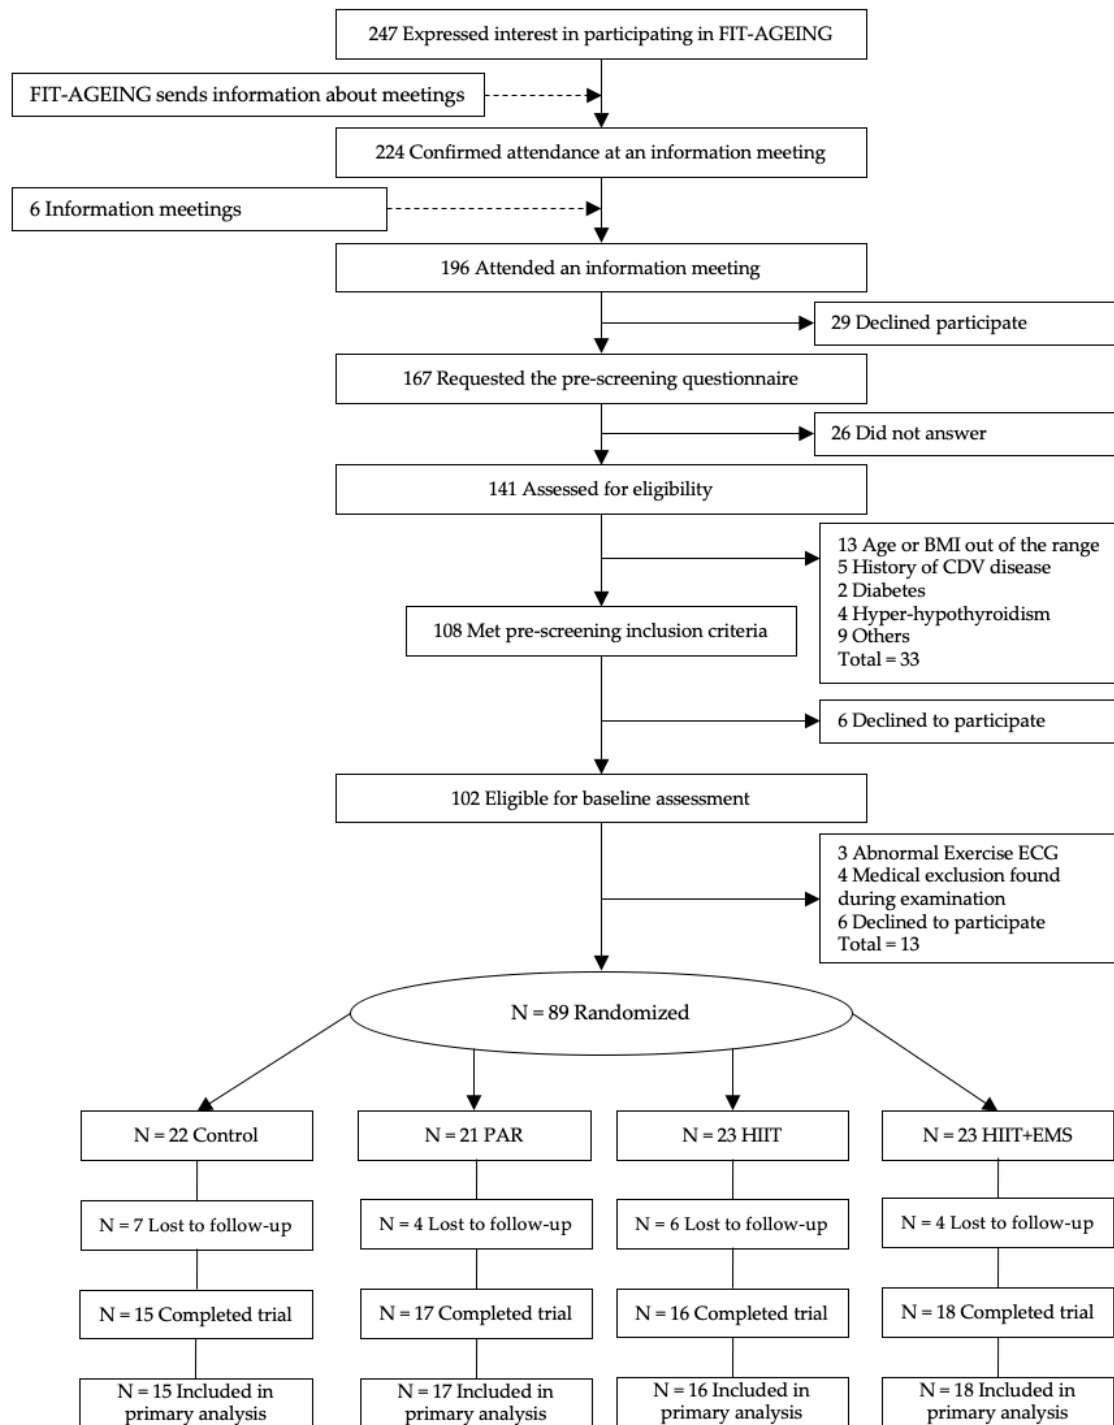 247 Expressed interest in participating in FIT-AGEING
FIT-AGEING sends information about meetings
224 Confirmed attendance at an information meeting
6 Information meetings
196 Attended an information meeting
29 Declined participate
167 Requested the pre-screening questionnaire
26 Did not answer
141 Assessed for eligibility
13 Age or BMI out of the range
5 History of CDV disease
2 Diabetes
4 Hyper-hypothyroidism
9 Others
Total = 33
108 Met pre-screening inclusion criteria
6 Declined to participate
102 Eligible for baseline assessment
3 Abnormal Exercise ECG
4 Medical exclusion found
during examination
6 Declined to participate
Total = 13
N = 89 Randomized
N = 22 Control
N = 21 PAR
N = 23 HIIT
N = 23 HIIT+EMS
N = 7 Lost to follow-up
N = 4 Lost to follow-up
N = 6 Lost to follow-up
N = 4 Lost to follow-up
N = 15 Completed trial
N = 17 Completed trial
N = 16 Completed trial
N = 18 Completed trial
N = 15 Included in
primary analysis
N = 17 Included in
primary analysis
N = 16 Included in
primary analysis
N = 18 Included in
primary analysis